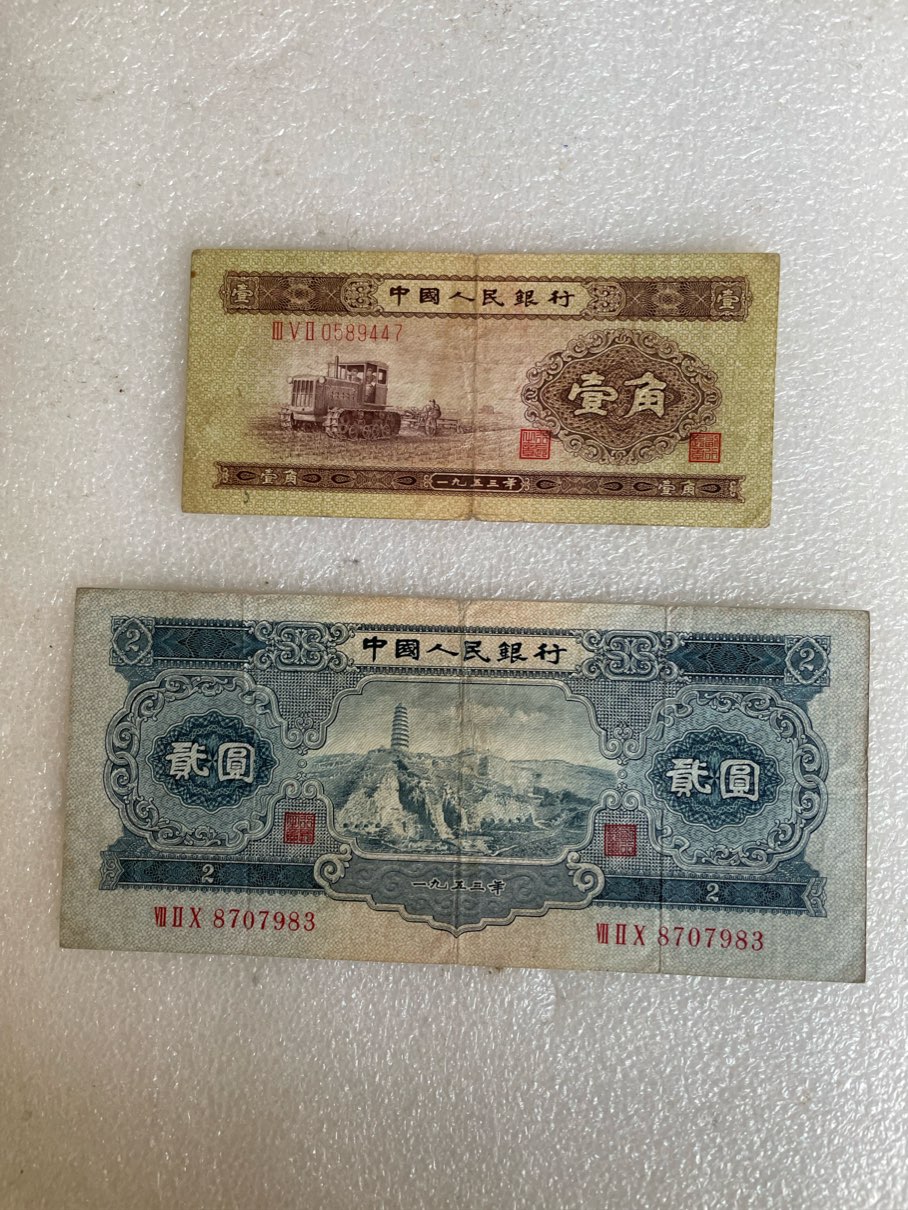 壹 中國人民銀行 壹
ⅢⅤⅡ 0589447
壹角
壹角 一九五三年 壹角
2 中國人民銀行 2
貳圓 貳圓
一九五三年
2 2
ⅦⅡⅩ 8707983 ⅦⅡⅩ 8707983